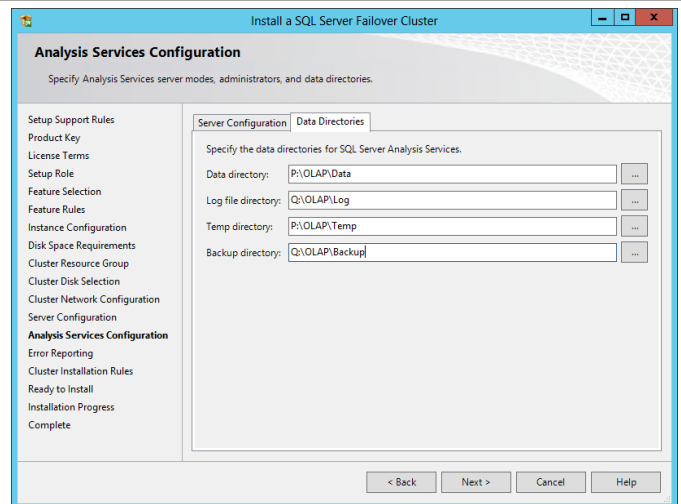 Install a SQL Server Failover Cluster
Analysis Services Configuration
Specify Analysis Services server modes, administrators, and data directories.
Setup Support Rules
Product Key
License Terms
Setup Role
Feature Selection
Feature Rules
Instance Configuration
Disk Space Requirements
Cluster Resource Group
Cluster Disk Selection
Cluster Network Configuration
Server Configuration
Analysis Services Configuration
Error Reporting
Cluster Installation Rules
Ready to Install
Installation Progress
Complete
Server Configuration Data Directories
Specify the data directories for SQL Server Analysis Services.
Data directory: P:\OLAP\Data ...
Log file directory: Q:\OLAP\Log ...
Temp directory: P:\OLAP\Temp ...
Backup directory: Q:\OLAP\Backup ...
< Back Next > Cancel Help